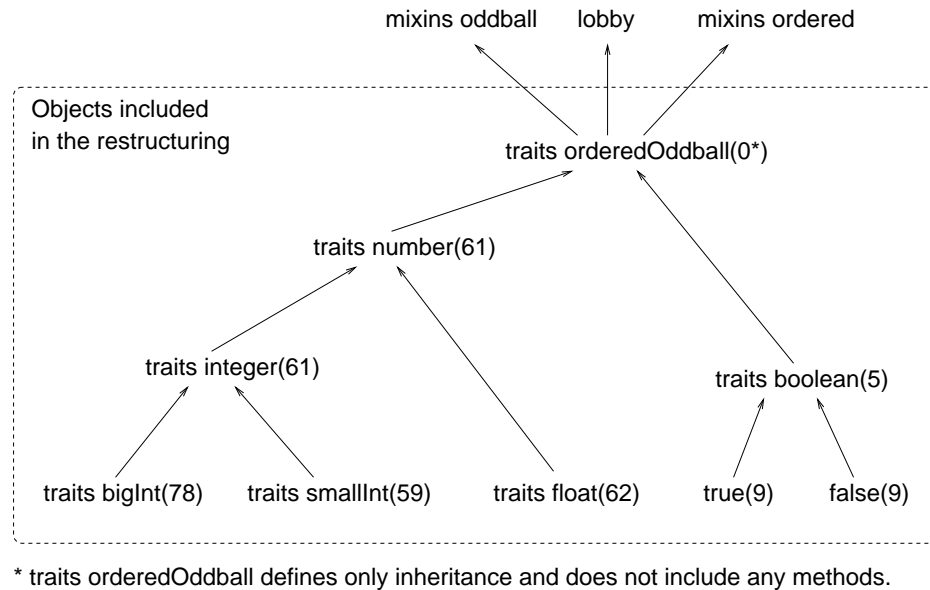 mixins oddball lobby mixins ordered
Objects included
in the restructuring
traits orderedOddball(0*)
traits number(61)
traits integer(61)
traits boolean(5)
traits bigInt(78) traits smallInt(59) traits float(62) true(9) false(9)
* traits orderedOddball defines only inheritance and does not include any methods.